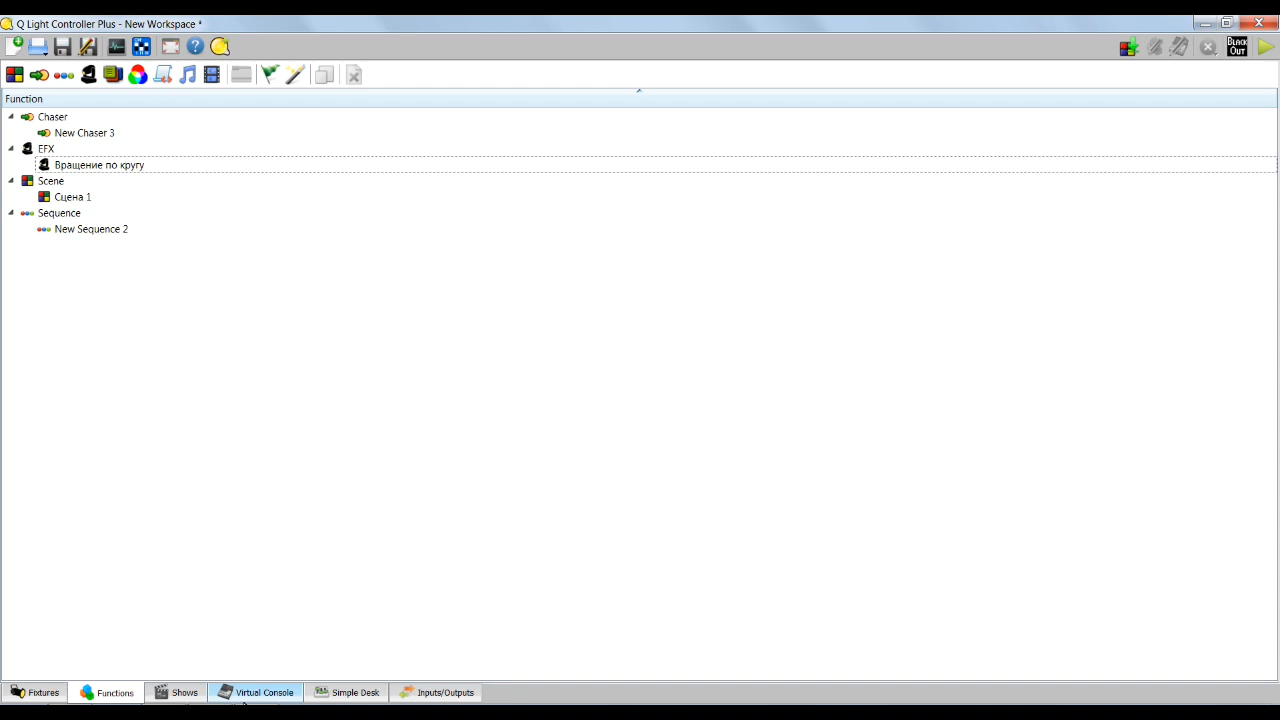 Q Light Controller Plus - New Workspace *
BLACK
OUT
Function
Chaser
New Chaser 3
EFX
Вращение по кругу
Scene
Сцена 1
Sequence
New Sequence 2
Fixtures Functions Shows Virtual Console Simple Desk Inputs/Outputs